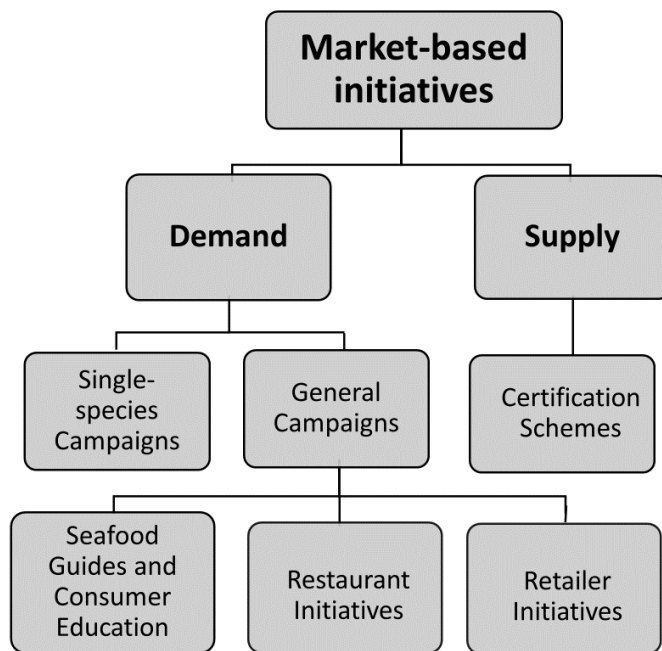 Market-based
initiatives
Demand
Supply
Single-
species
Campaigns
General
Campaigns
Certification
Schemes
Seafood
Guides and
Consumer
Education
Restaurant
Initiatives
Retailer
Initiatives